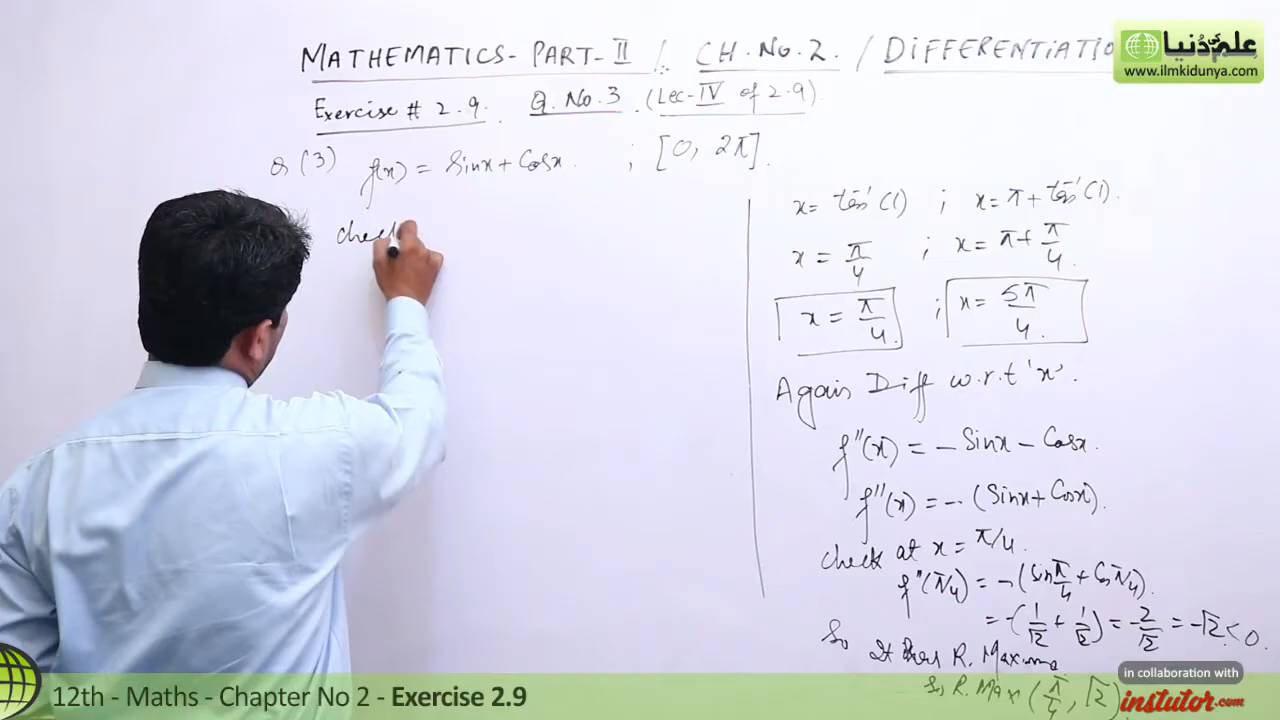 MATHEMATICS - PART - II / CH. No. 2. / DIFFERENTIATIO
علم کی دُنیا
www.ilmkidunya.com
Exercise # 2.9. Q. No. 3 . (Lec-IV of 2.9)
(3) f(x) = Sinx + Cosx. ; [0, 2π].
check
x = tan⁻¹(1) ; x = π + tan⁻¹(1).
x = π/4 ; x = π + π/4.
x = π/4. ; x = 5π/4.
Again Diff w.r.t 'x'.
f''(x) = - Sinx - Cosx.
f''(x) = - (Sinx + Cosx).
check at x = π/4.
f''(π/4) = -(Sin π/4 + Cos π/4).
= -(1/√2 + 1/√2) = -2/√2 = -√2 < 0.
So It has R. Maxima
So R. Max (π/4, √2)
in collaboration with
instutor.com
12th - Maths - Chapter No 2 - Exercise 2.9